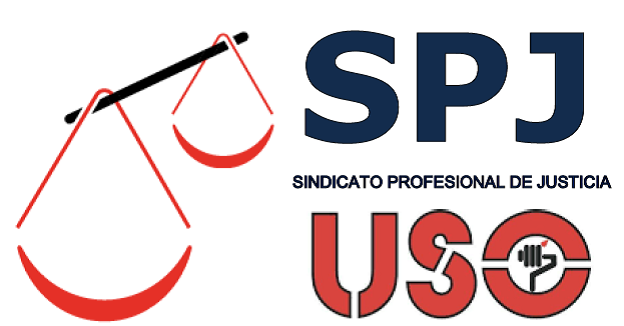 SPJ
SINDICATO PROFESIONAL DE JUSTICIA
USO